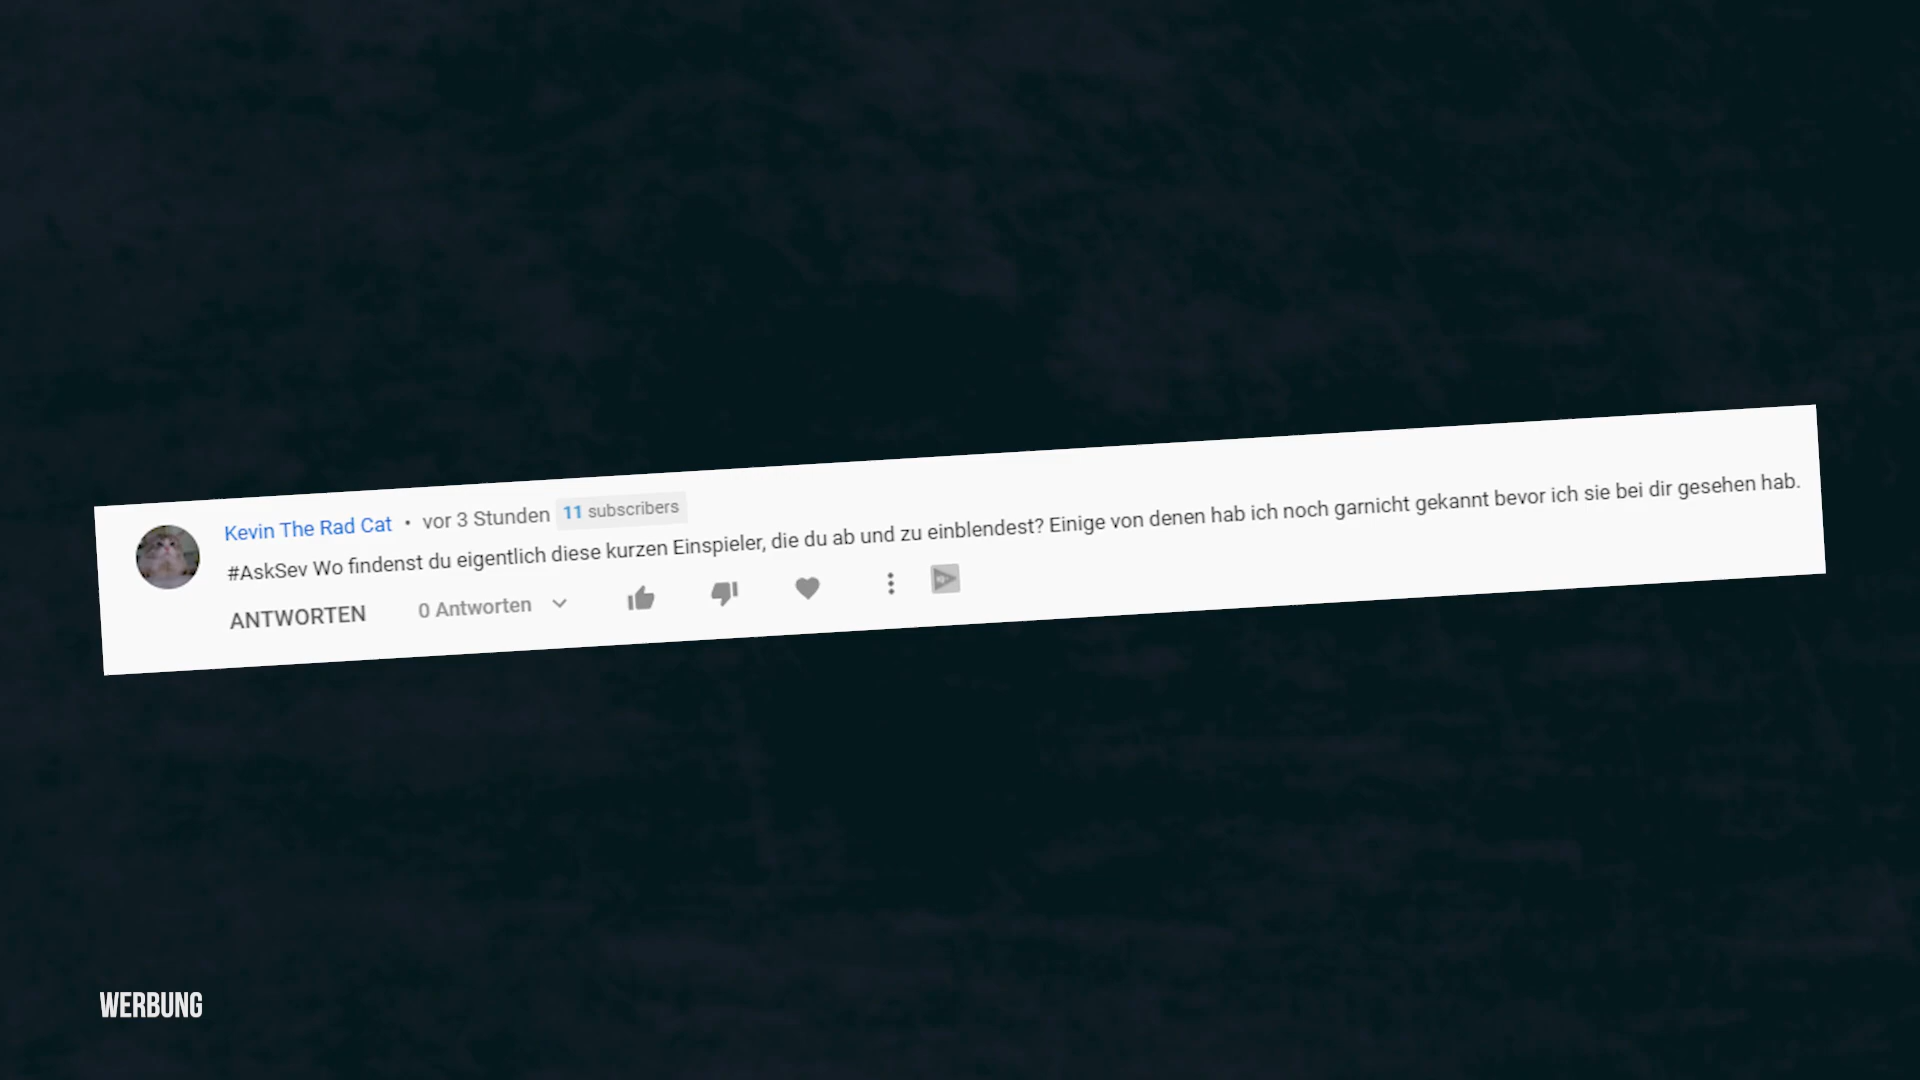 Kevin The Rad Cat • vor 3 Stunden 11 subscribers
#AskSev Wo findenst du eigentlich diese kurzen Einspieler, die du ab und zu einblendest? Einige von denen hab ich noch garnicht gekannt bevor ich sie bei dir gesehen hab.
ANTWORTEN 0 Antworten
WERBUNG